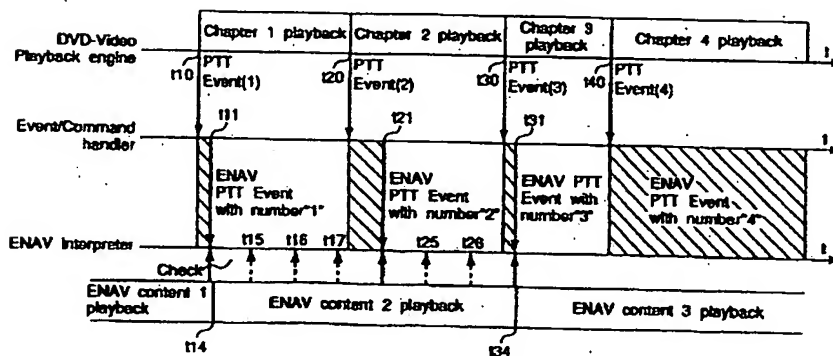 Chapter 1 playback
Chapter 2 playback
Chapter 3 playback
Chapter 4 playback
DVD-Video
Playback engine
t
t10
PTT
Event(1)
t20
PTT
Event(2)
t30
PTT
Event(3)
t40
PTT
Event(4)
t11
t21
t31
Event/Command
handler
t
ENAV
PTT Event
with number"1"
ENAV
PTT Event
with number"2"
ENAV PTT
Event with
number"3"
ENAV
PTT Event
with number"4"
ENAV Interpreter
t15
t16
t17
t25
t26
t
Check
ENAV content 1
playback
ENAV content 2 playback
ENAV content 3 playback
t14
t34